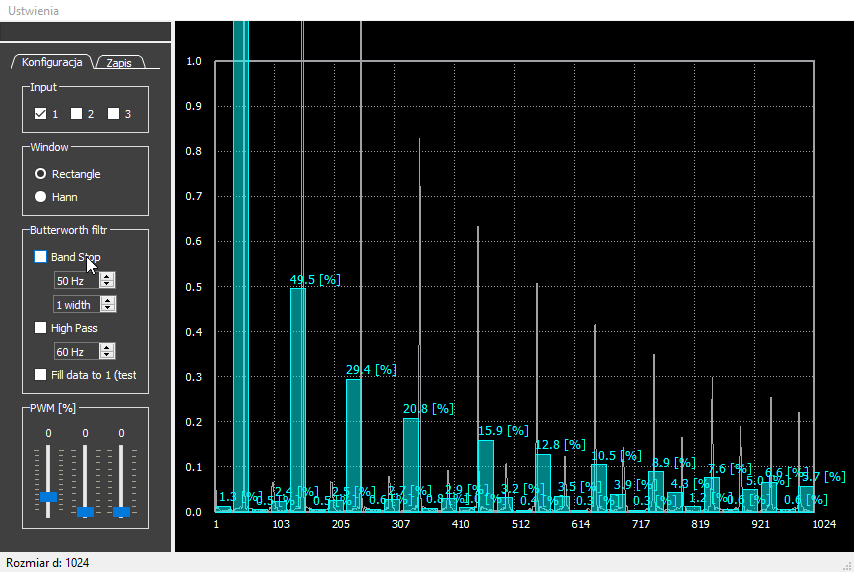 Ustwienia
Konfiguracja
Zapis
Input
1
2
3
Window
Rectangle
Hann
Butterworth filtr
Band Stop
50 Hz
1 width
High Pass
60 Hz
Fill data to 1 (test
PWM [%]
0
0
0
Rozmiar d: 1024
1.0
0.9
0.8
0.7
0.6
0.5
0.4
0.3
0.2
0.1
0.0
49.5 [%]
29.4 [%]
20.8 [%]
15.9 [%]
12.8 [%]
10.5 [%]
8.9 [%]
7.6 [%]
6.6 [%]
5.7 [%]
1
103
205
307
410
512
614
717
819
921
1024